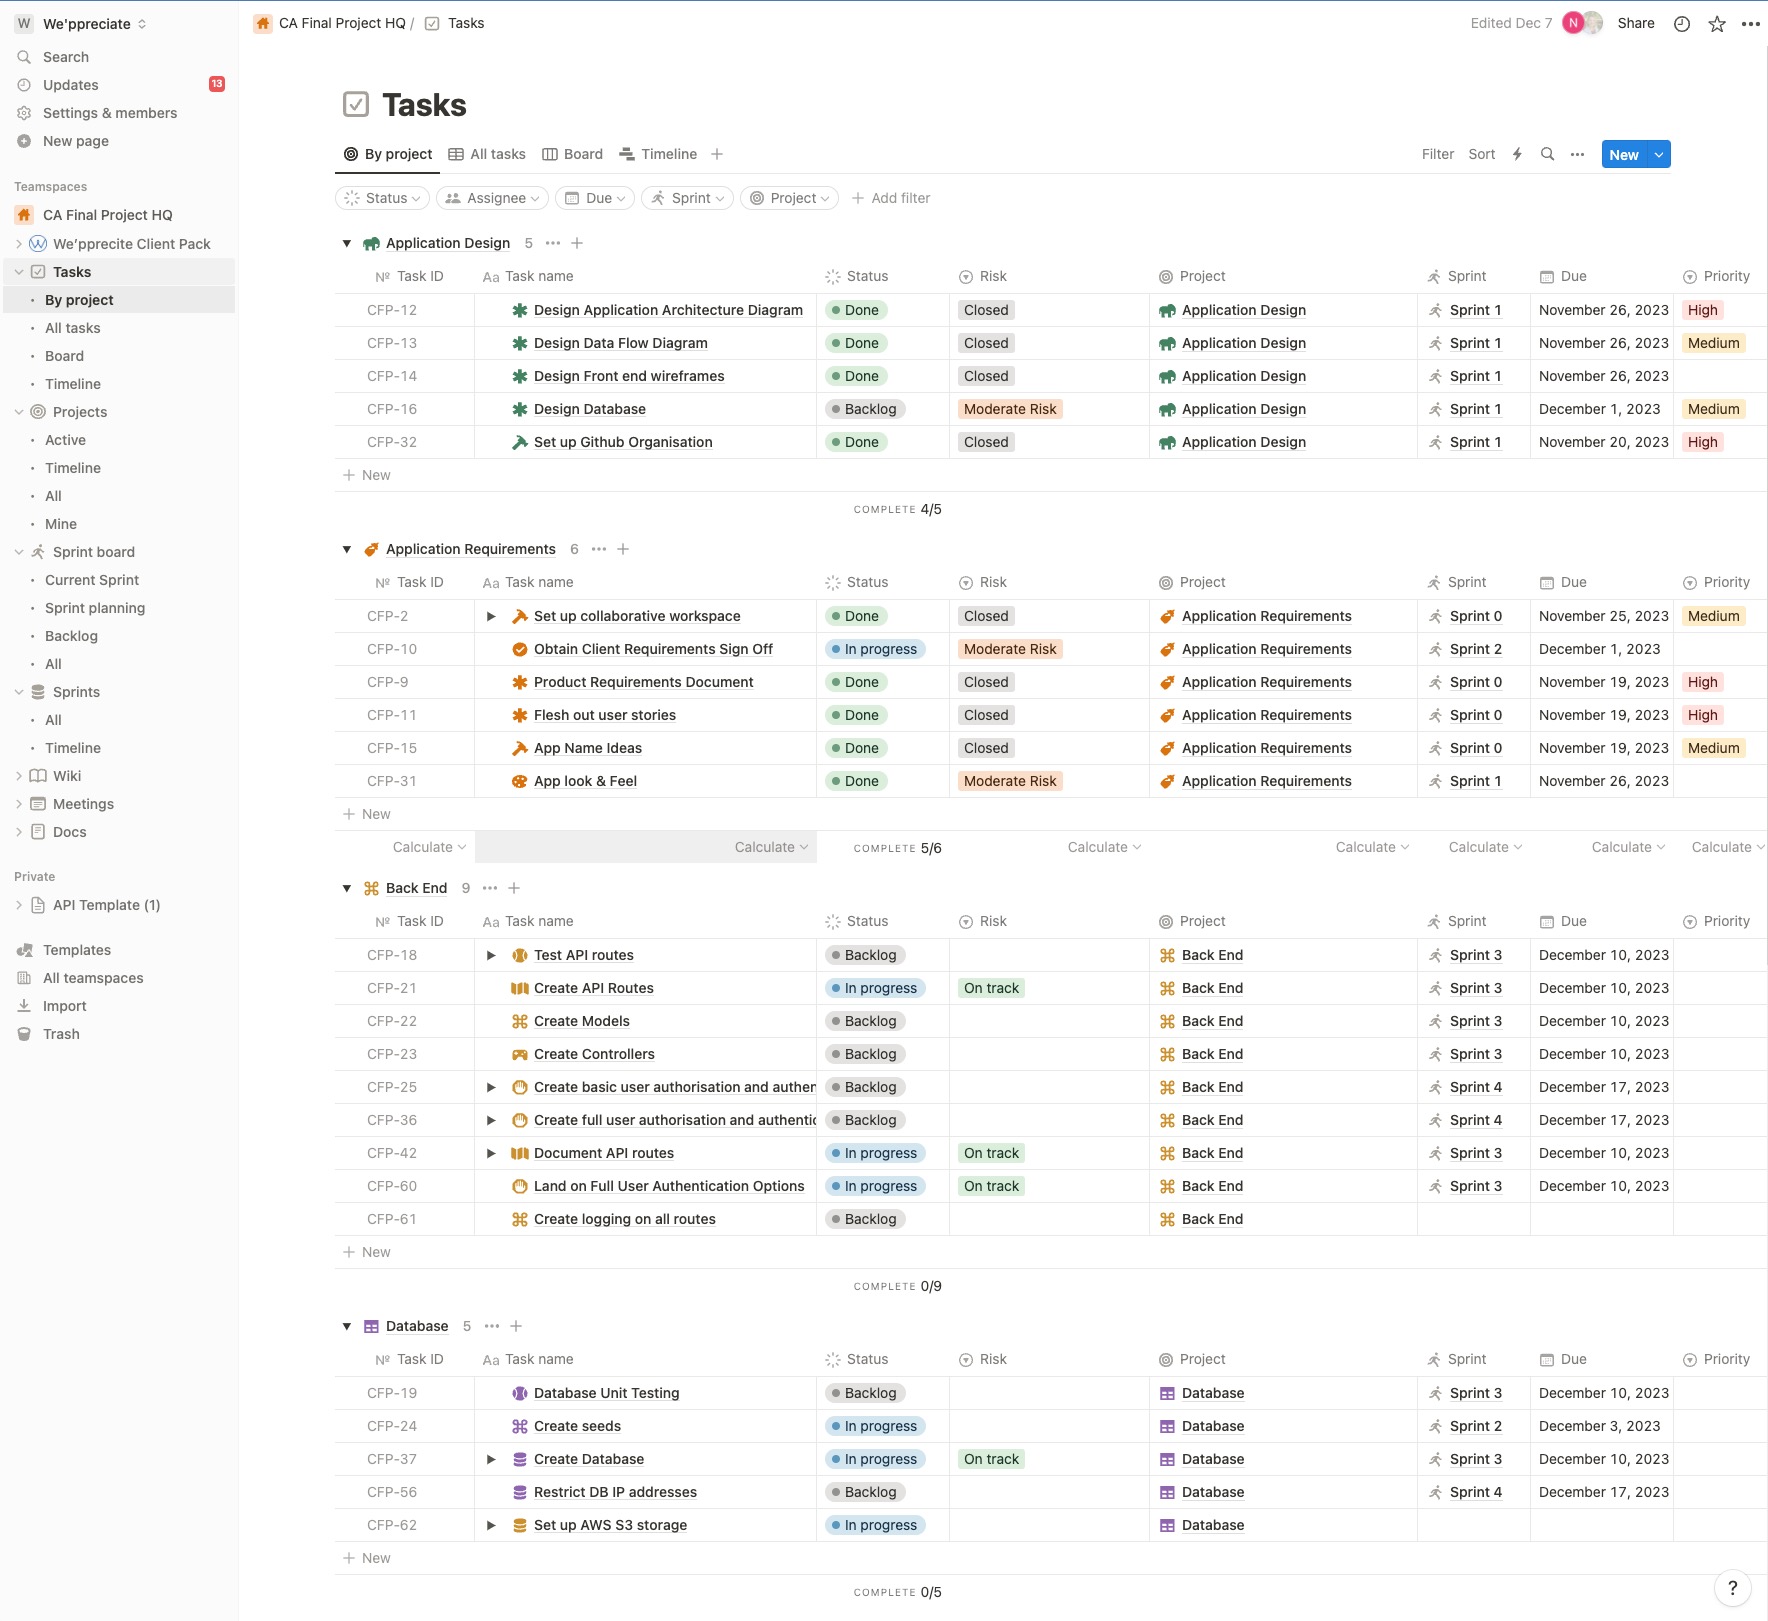 W We'ppreciate
Search
Updates 13
Settings & members
New page
Teamspaces
CA Final Project HQ
We'pprecite Client Pack
Tasks
By project
All tasks
Board
Timeline
Projects
Active
Timeline
All
Mine
Sprint board
Current Sprint
Sprint planning
Backlog
All
Sprints
All
Timeline
Wiki
Meetings
Docs
Private
API Template (1)
Templates
All teamspaces
Import
Trash
CA Final Project HQ / Tasks Edited Dec 7 N Share
Tasks
By project All tasks Board Timeline Filter Sort New
Status Assignee Due Sprint Project Add filter
Application Design 5
Nº Task ID Aa Task name Status Risk Project Sprint Due Priority
CFP-12 Design Application Architecture Diagram Done Closed Application Design Sprint 1 November 26, 2023 High
CFP-13 Design Data Flow Diagram Done Closed Application Design Sprint 1 November 26, 2023 Medium
CFP-14 Design Front end wireframes Done Closed Application Design Sprint 1 November 26, 2023
CFP-16 Design Database Backlog Moderate Risk Application Design Sprint 1 December 1, 2023 Medium
CFP-32 Set up Github Organisation Done Closed Application Design Sprint 1 November 20, 2023 High
New
COMPLETE 4/5
Application Requirements 6
Nº Task ID Aa Task name Status Risk Project Sprint Due Priority
CFP-2 Set up collaborative workspace Done Closed Application Requirements Sprint 0 November 25, 2023 Medium
CFP-10 Obtain Client Requirements Sign Off In progress Moderate Risk Application Requirements Sprint 2 December 1, 2023
CFP-9 Product Requirements Document Done Closed Application Requirements Sprint 0 November 19, 2023 High
CFP-11 Flesh out user stories Done Closed Application Requirements Sprint 0 November 19, 2023 High
CFP-15 App Name Ideas Done Closed Application Requirements Sprint 0 November 19, 2023 Medium
CFP-31 App look & Feel Done Moderate Risk Application Requirements Sprint 1 November 26, 2023
New
Calculate Calculate COMPLETE 5/6 Calculate Calculate Calculate Calculate Calculate
Back End 9
Nº Task ID Aa Task name Status Risk Project Sprint Due Priority
CFP-18 Test API routes Backlog Back End Sprint 3 December 10, 2023
CFP-21 Create API Routes In progress On track Back End Sprint 3 December 10, 2023
CFP-22 Create Models Backlog Back End Sprint 3 December 10, 2023
CFP-23 Create Controllers Backlog Back End Sprint 3 December 10, 2023
CFP-25 Create basic user authorisation and authen Backlog Back End Sprint 4 December 17, 2023
CFP-36 Create full user authorisation and authentic Backlog Back End Sprint 4 December 17, 2023
CFP-42 Document API routes In progress On track Back End Sprint 3 December 10, 2023
CFP-60 Land on Full User Authentication Options In progress On track Back End Sprint 3 December 10, 2023
CFP-61 Create logging on all routes Backlog Back End
New
COMPLETE 0/9
Database 5
Nº Task ID Aa Task name Status Risk Project Sprint Due Priority
CFP-19 Database Unit Testing Backlog Database Sprint 3 December 10, 2023
CFP-24 Create seeds In progress Database Sprint 2 December 3, 2023
CFP-37 Create Database In progress On track Database Sprint 3 December 10, 2023
CFP-56 Restrict DB IP addresses Backlog Database Sprint 4 December 17, 2023
CFP-62 Set up AWS S3 storage In progress Database
New
COMPLETE 0/5
?